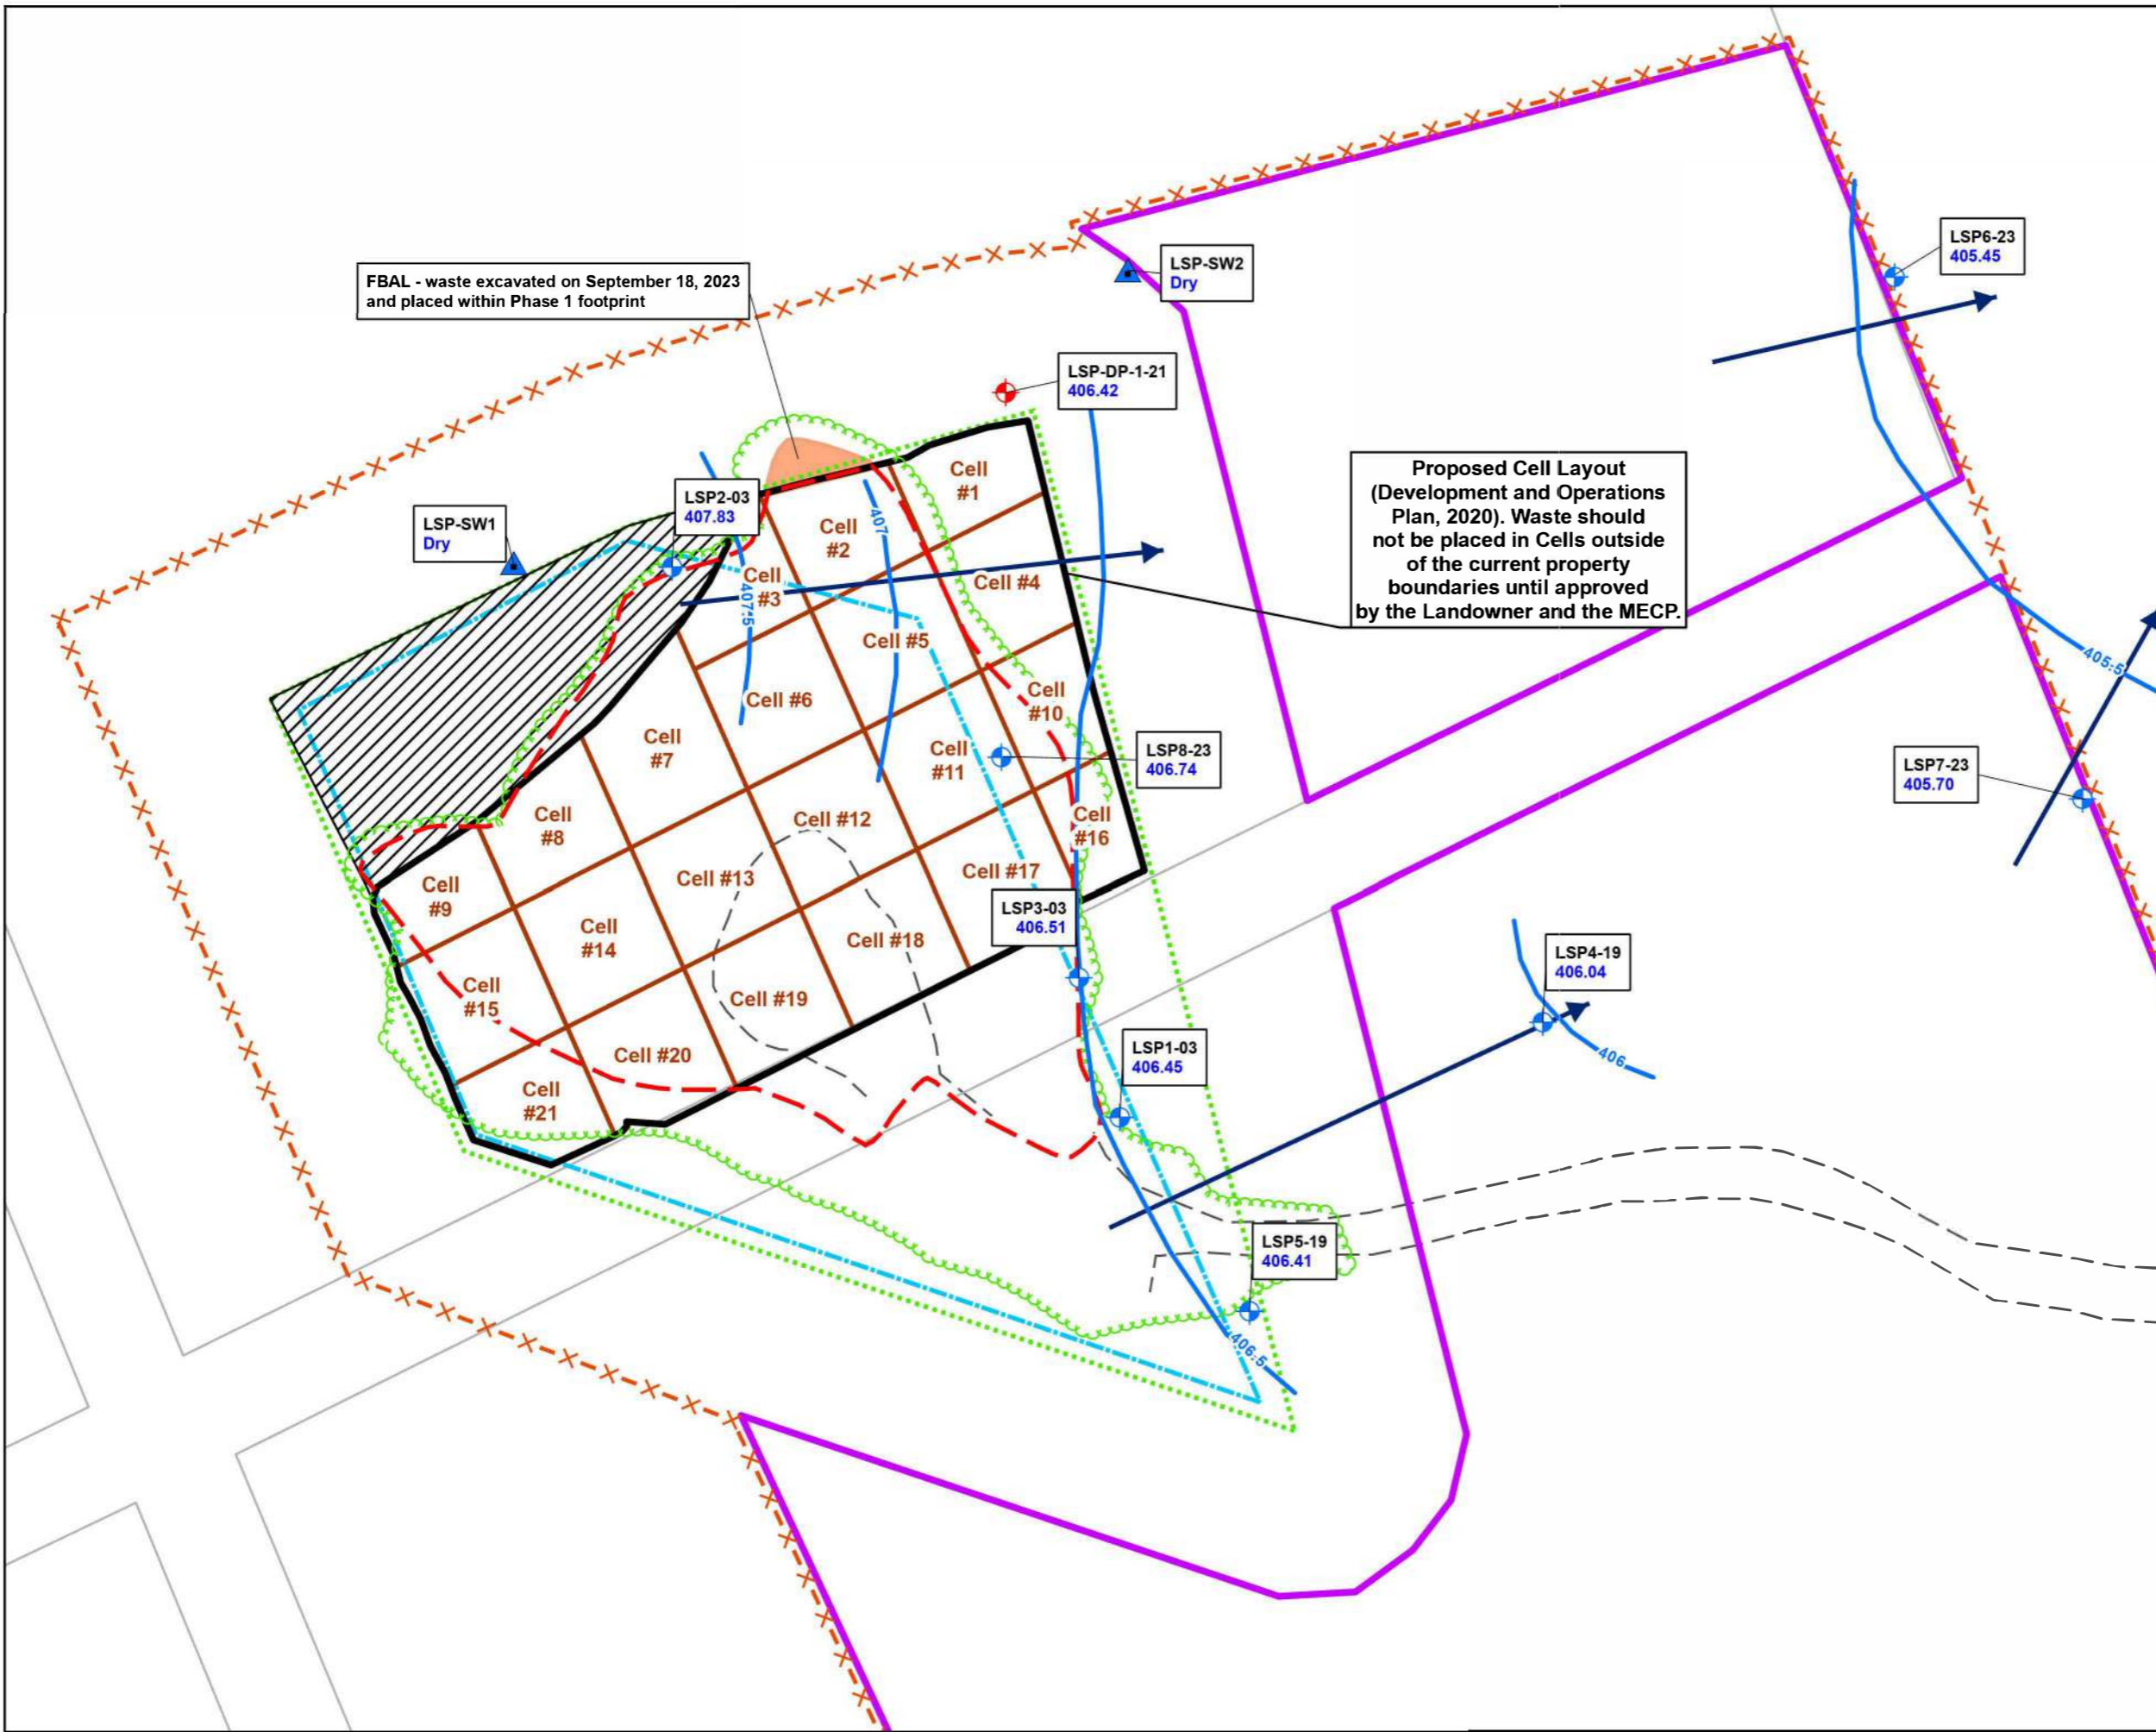 LSP6-23
405.45
LSP-SW2
Dry
FBAL - waste excavated on September 18, 2023
and placed within Phase 1 footprint
LSP-DP-1-21
406.42
Proposed Cell Layout
(Development and Operations
Plan, 2020). Waste should
not be placed in Cells outside
of the current property
boundaries until approved
by the Landowner and the MECP.
LSP2-03
407.83
LSP-SW1
Dry
Cell
#1
Cell
#2
407
Cell
#3
407.5
Cell #4
Cell #5
Cell #6
Cell
#7
Cell
#8
Cell
#9
Cell
#10
Cell
#11
LSP8-23
406.74
405.5
LSP7-23
405.70
Cell #12
Cell #13
Cell
#14
Cell
#15
Cell
#16
Cell #17
LSP3-03
406.51
Cell #18
Cell #19
Cell #20
Cell
#21
LSP4-19
406.04
406
LSP1-03
406.45
LSP5-19
406.41
406.5